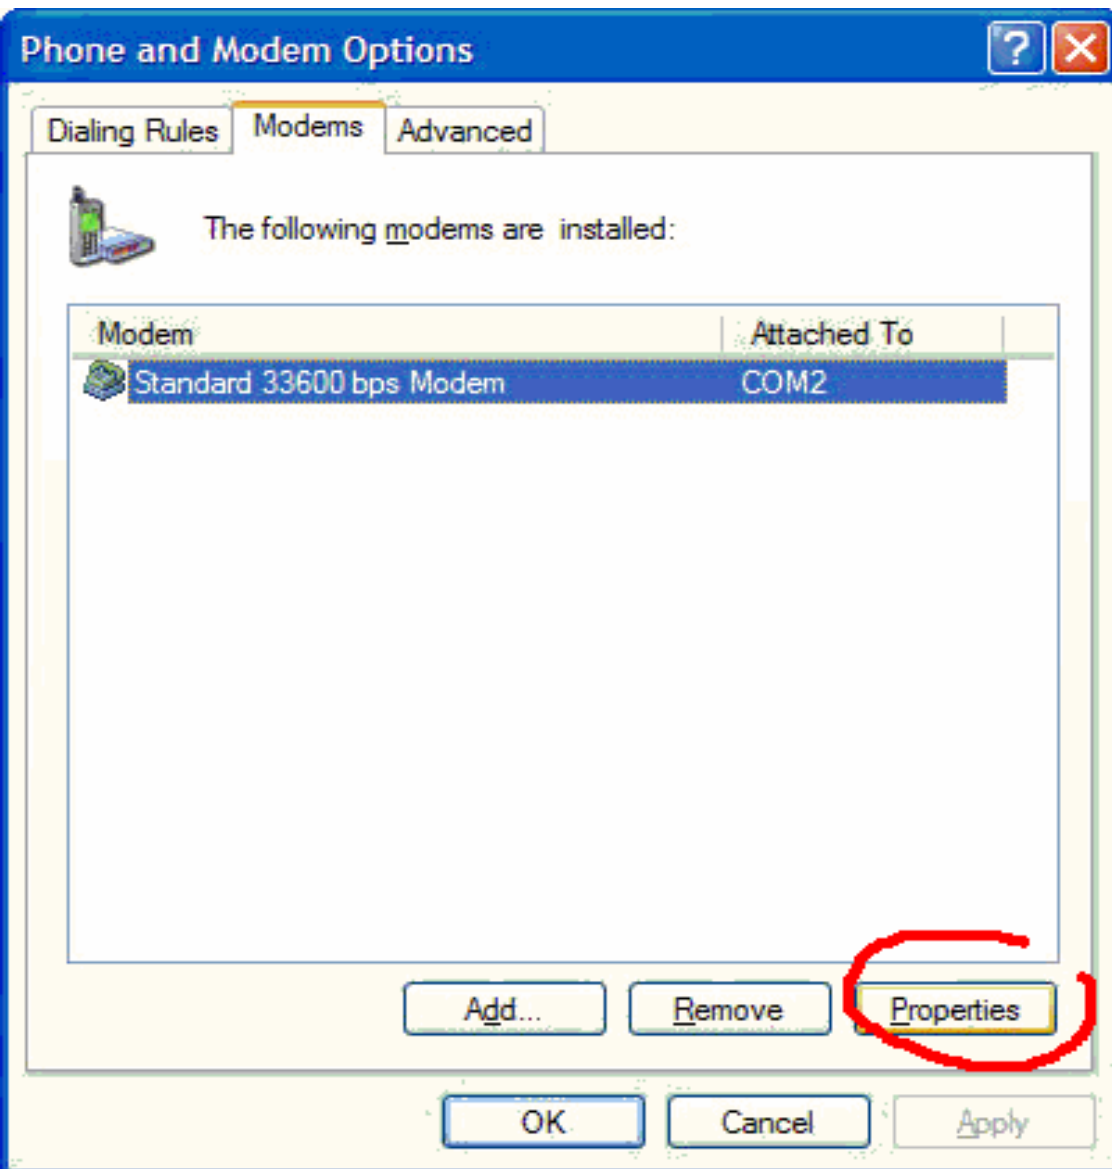 Phone and Modem Options
Dialing Rules Modems Advanced
The following modems are installed:
Modem Attached To
Standard 33600 bps Modem COM2
Add... Remove Properties
OK Cancel Apply